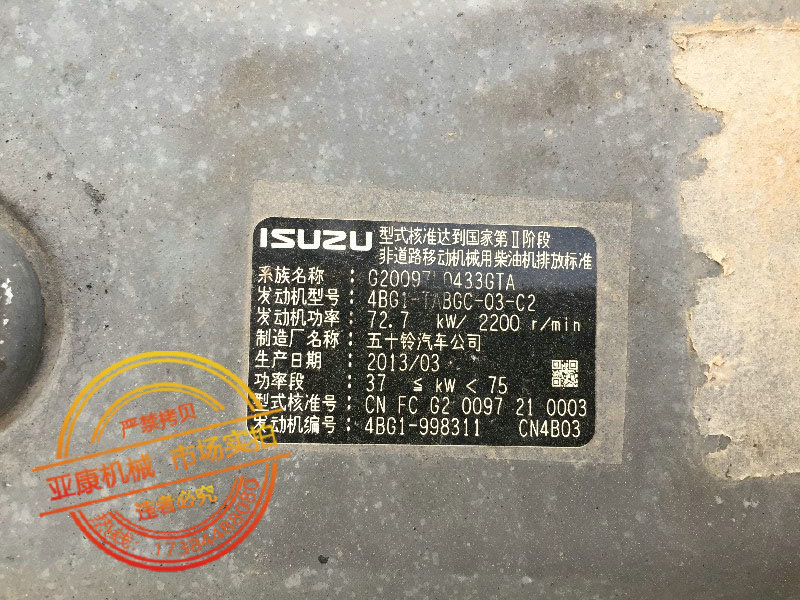 ISUZU 型式核准达到国家第Ⅱ阶段
非道路移动机械用柴油机排放标准
系族名称 : G20097L0433GTA
发动机型号 : 4BG1-TABGC-03-C2
发动机功率 : 72.7 kW/ 2200 r/min
制造厂名称 : 五十铃汽车公司
生产日期 : 2013/03
功率段 : 37 ≤ kW < 75
型式核准号 : CN FC G2 0097 21 0003
发动机编号 : 4BG1-998311 CN4B03
严禁拷贝
亚康机械 市场实拍
违者必究
热线: